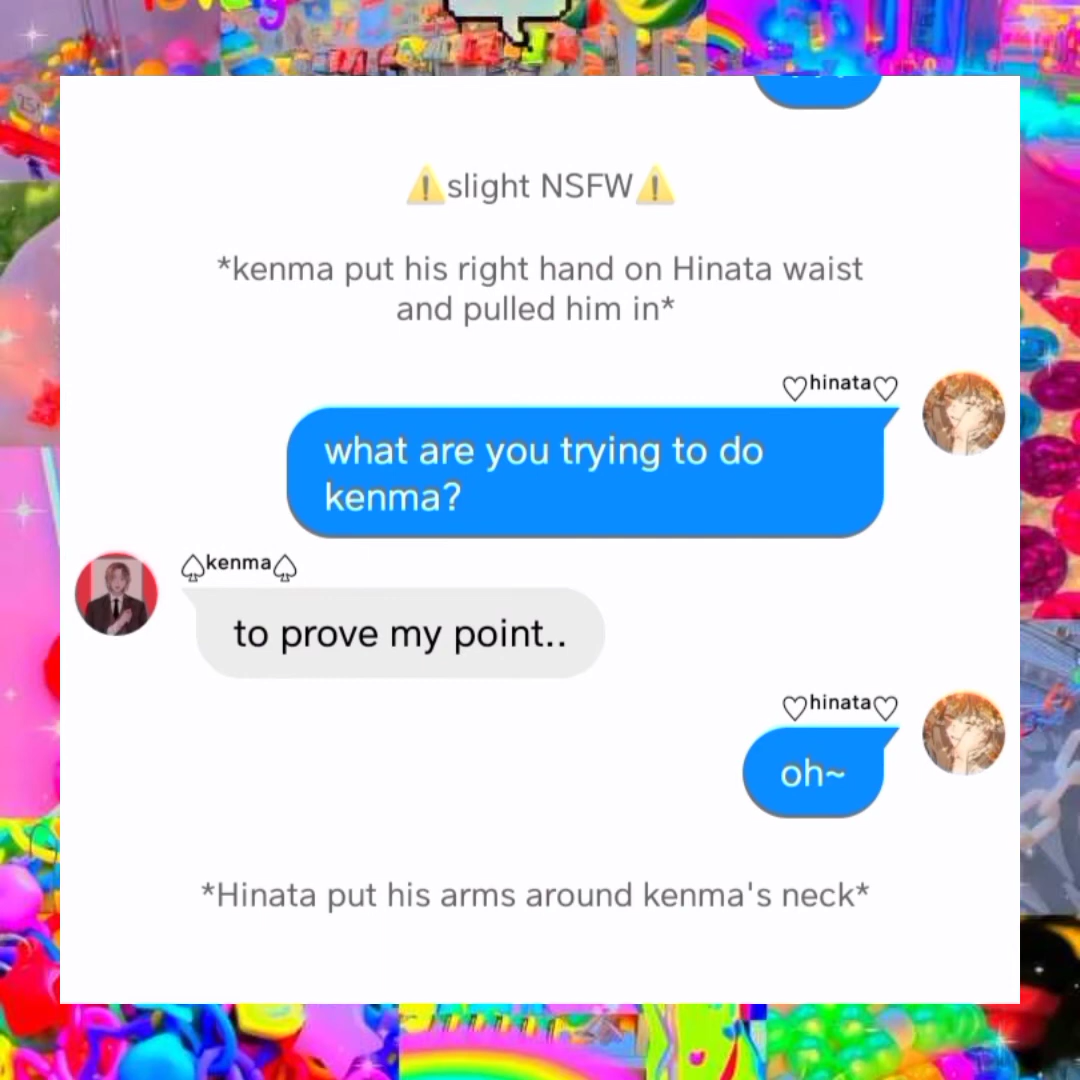 ⚠️slight NSFW⚠️
*kenma put his right hand on Hinata waist
and pulled him in*
♡hinata♡
what are you trying to do
kenma?
♤kenma♤
to prove my point..
♡hinata♡
oh~
*Hinata put his arms around kenma's neck*